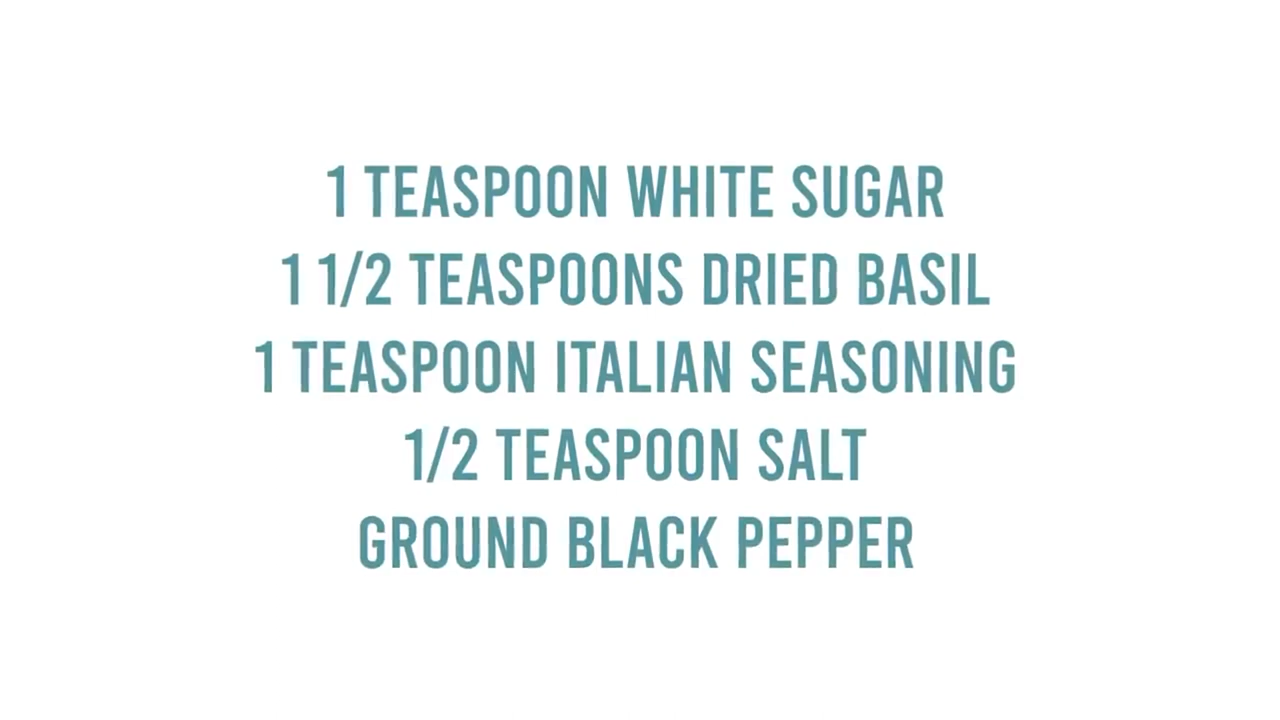 1 TEASPOON WHITE SUGAR
1 1/2 TEASPOONS DRIED BASIL
1 TEASPOON ITALIAN SEASONING
1/2 TEASPOON SALT
GROUND BLACK PEPPER